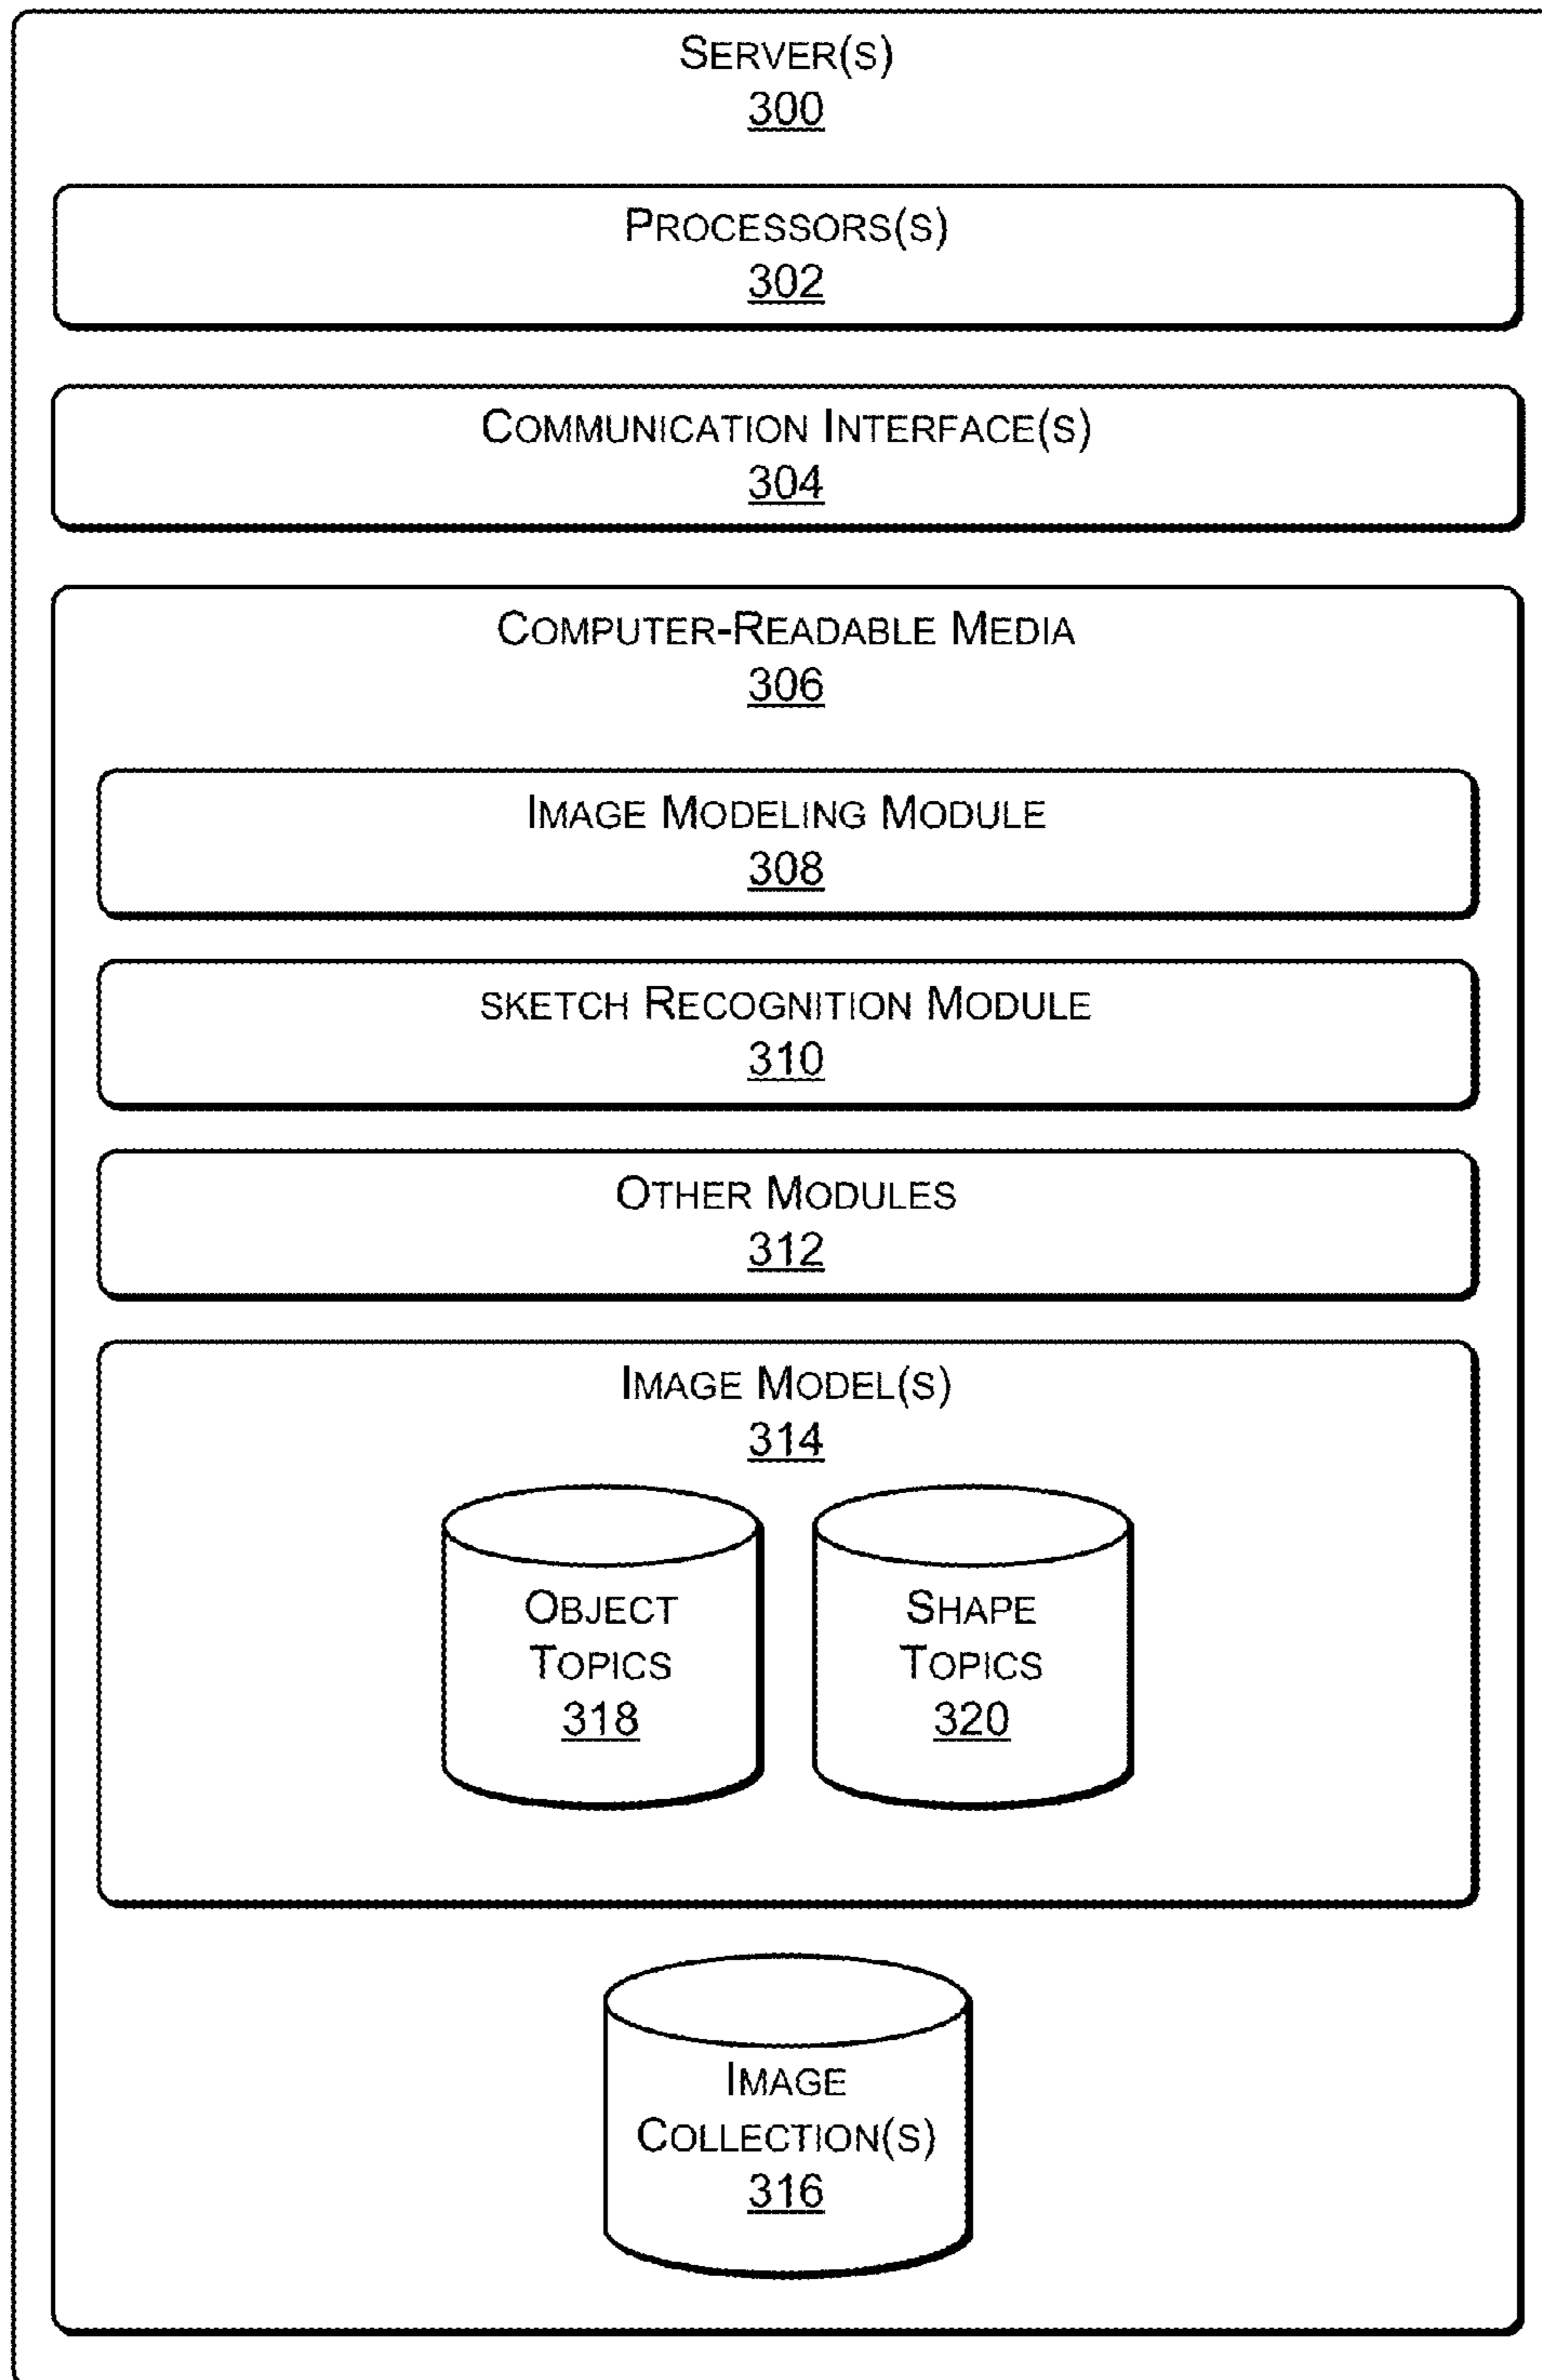 SERVER(S)
300
PROCESSORS(S)
302
COMMUNICATION INTERFACE(S)
304
COMPUTER-READABLE MEDIA
306
IMAGE MODELING MODULE
308
SKETCH RECOGNITION MODULE
310
OTHER MODULES
312
IMAGE MODEL(S)
314
OBJECT
TOPICS
318
SHAPE
TOPICS
320
IMAGE
COLLECTION(S)
316